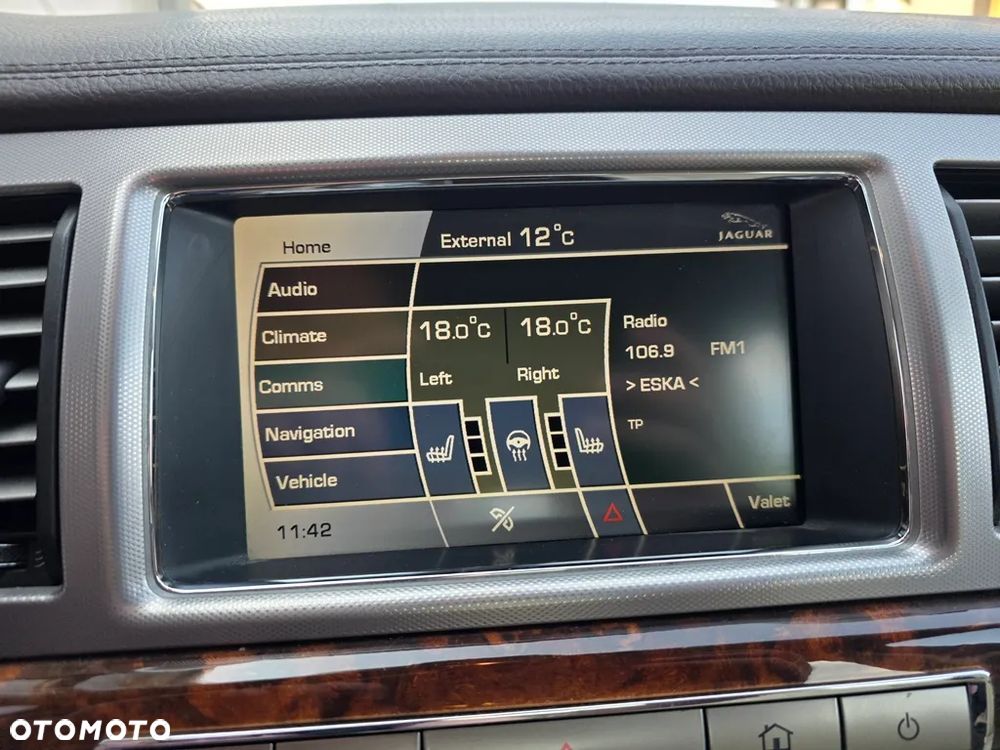 Home
External 12°C
JAGUAR
Audio
Climate
Comms
Navigation
Vehicle
18.0°C 18.0°C
Left Right
Radio
106.9 FM1
> ESKA <
TP
11:42
Valet
OTOMOTO